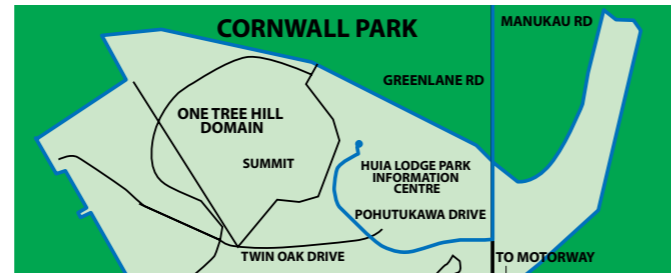 CORNWALL PARK
MANUKAU RD
GREENLANE RD
ONE TREE HILL
DOMAIN
SUMMIT
HUIA LODGE PARK
INFORMATION
CENTRE
POHUTUKAWA DRIVE
TWIN OAK DRIVE
TO MOTORWAY